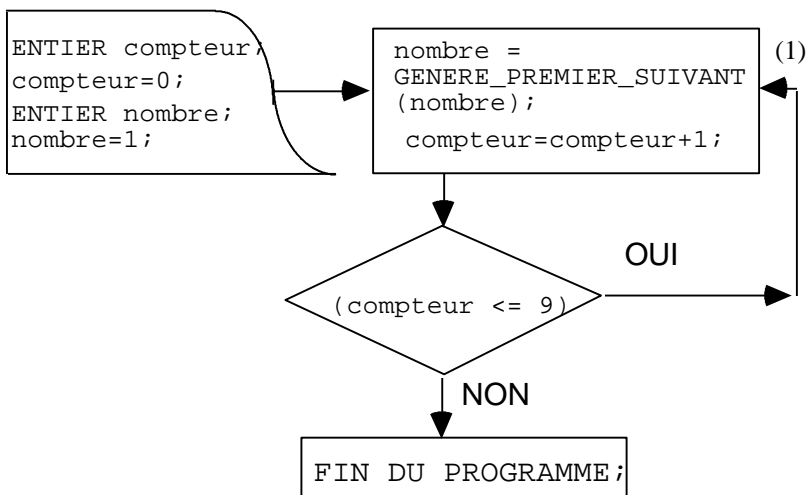 ENTIER compteur;
compteur=0;
ENTIER nombre;
nombre=1;
nombre =
GENERE_PREMIER_SUIVANT
(nombre);
compteur=compteur+1;
(1)
(compteur <= 9)
OUI
NON
FIN DU PROGRAMME;